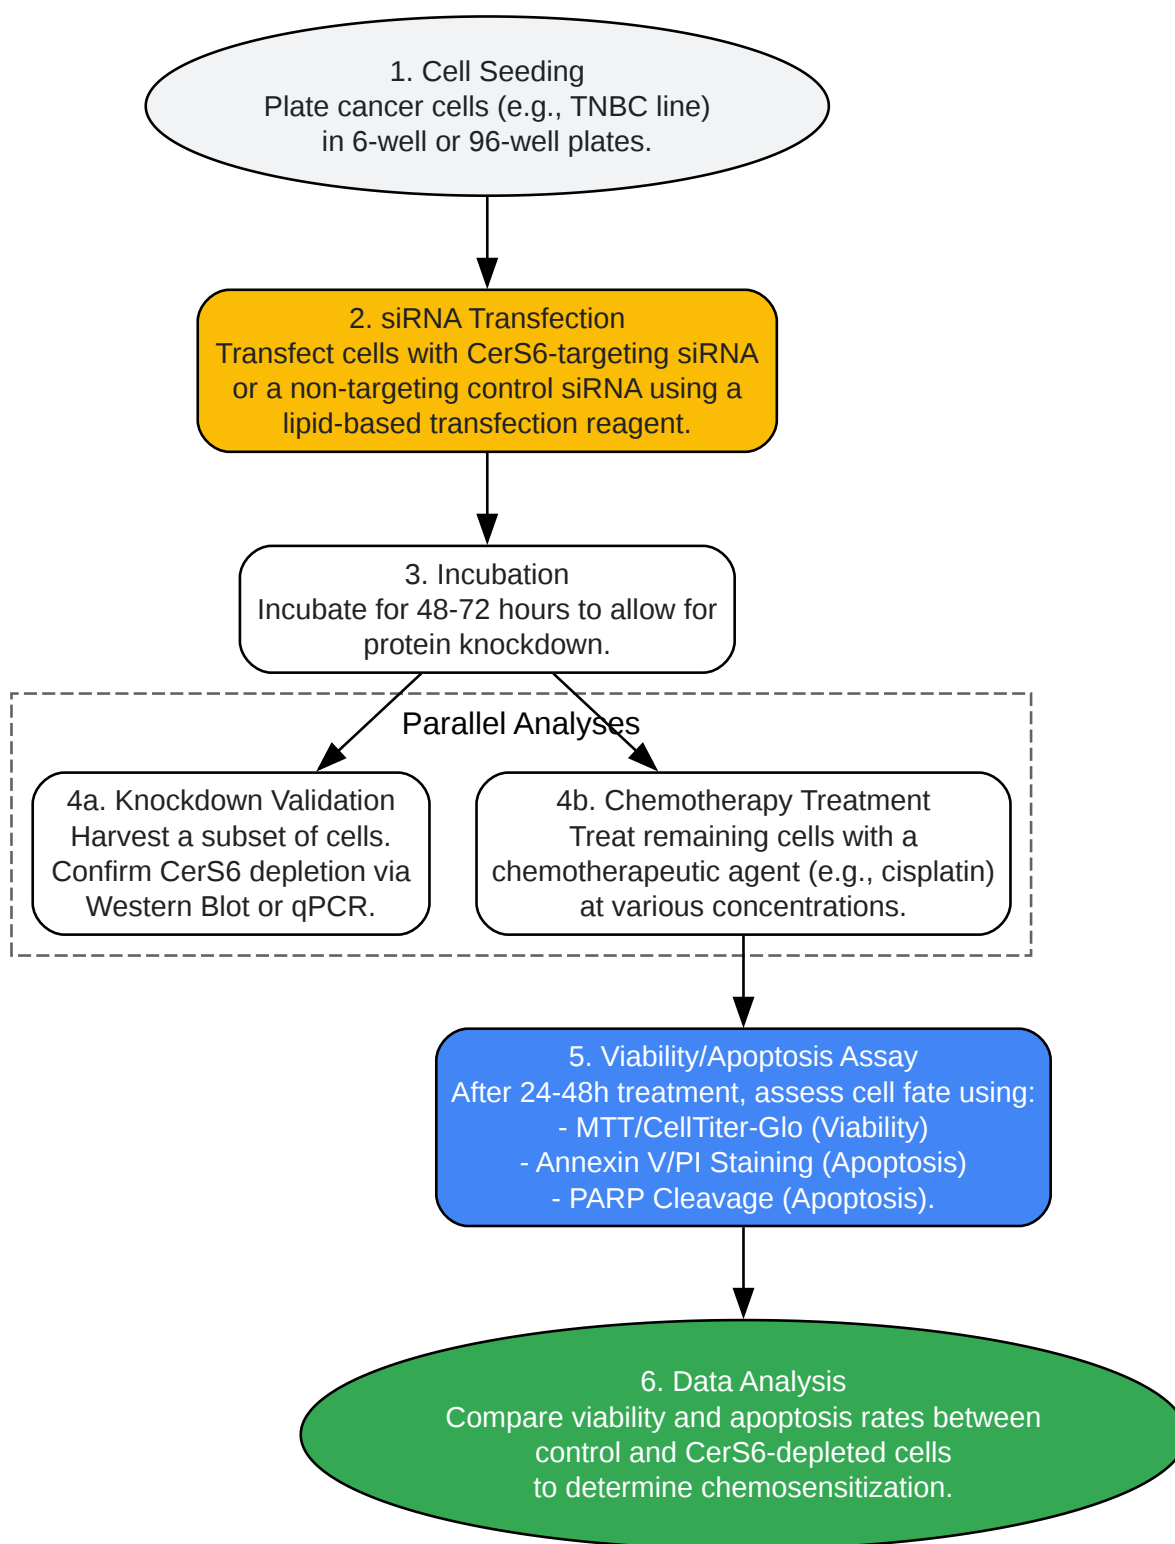 1. Cell Seeding
Plate cancer cells (e.g., TNBC line)
in 6-well or 96-well plates.
2. siRNA Transfection
Transfect cells with CerS6-targeting siRNA
or a non-targeting control siRNA using a
lipid-based transfection reagent.
3. Incubation
Incubate for 48-72 hours to allow for
protein knockdown.
Parallel Analyses
4a. Knockdown Validation
Harvest a subset of cells.
Confirm CerS6 depletion via
Western Blot or qPCR.
4b. Chemotherapy Treatment
Treat remaining cells with a
chemotherapeutic agent (e.g., cisplatin)
at various concentrations.
5. Viability/Apoptosis Assay
After 24-48h treatment, assess cell fate using:
- MTT/CellTiter-Glo (Viability)
- Annexin V/PI Staining (Apoptosis)
- PARP Cleavage (Apoptosis).
6. Data Analysis
Compare viability and apoptosis rates between
control and CerS6-depleted cells
to determine chemosensitization.